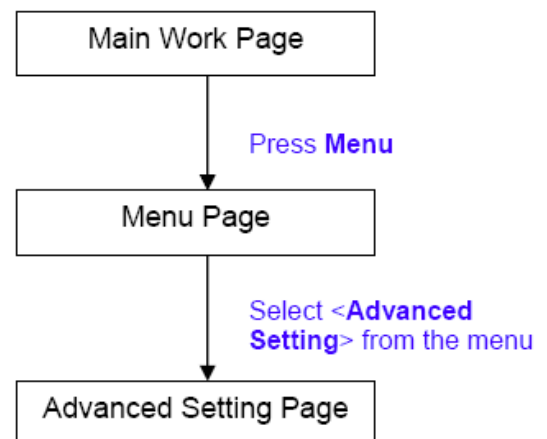 Main Work Page
Press Menu
Menu Page
Select <Advanced
Setting> from the menu
Advanced Setting Page